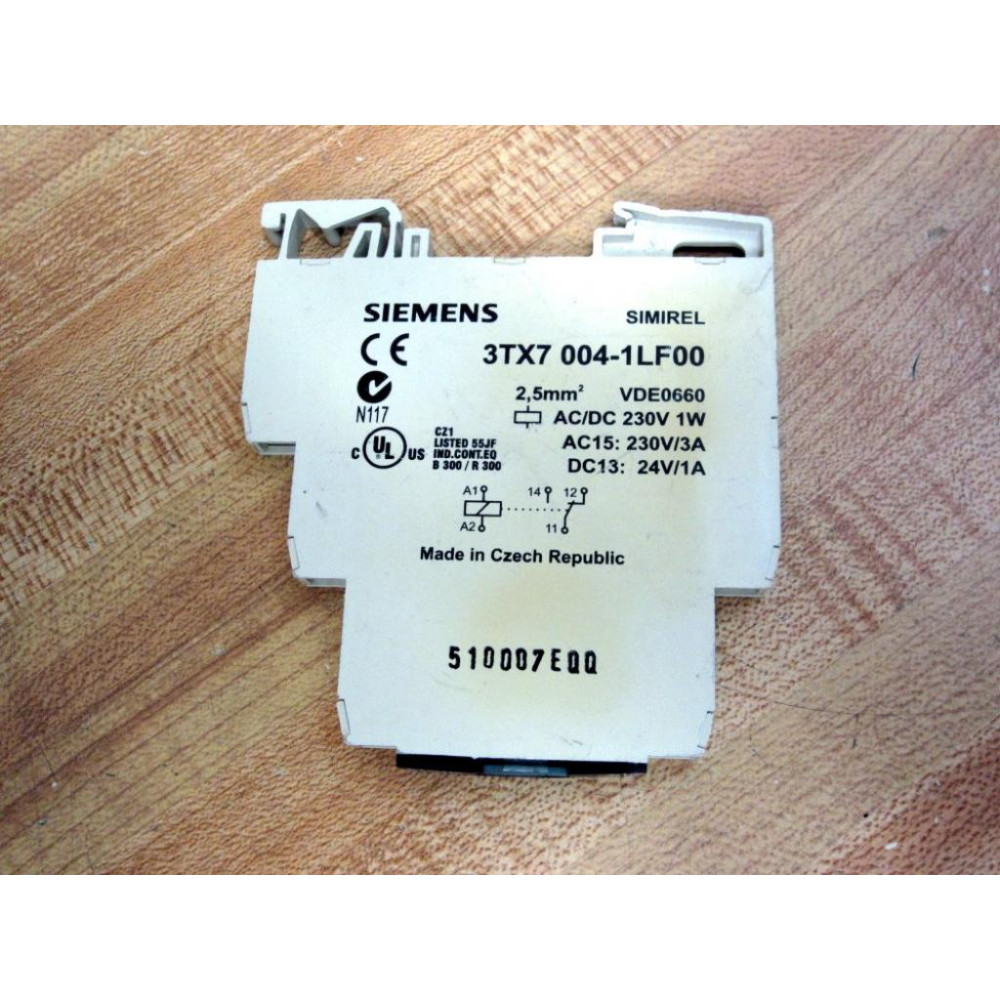 SIEMENS SIMIREL
CE 3TX7 004-1LF00
N117 2,5mm² VDE0660
AC/DC 230V 1W
C UL US CZ1
LISTED 55JF
IND.CONT.EQ
B 300 / R 300
AC15: 230V/3A
DC13: 24V/1A
A1 14 12
A2 11
Made in Czech Republic
510007EQQ